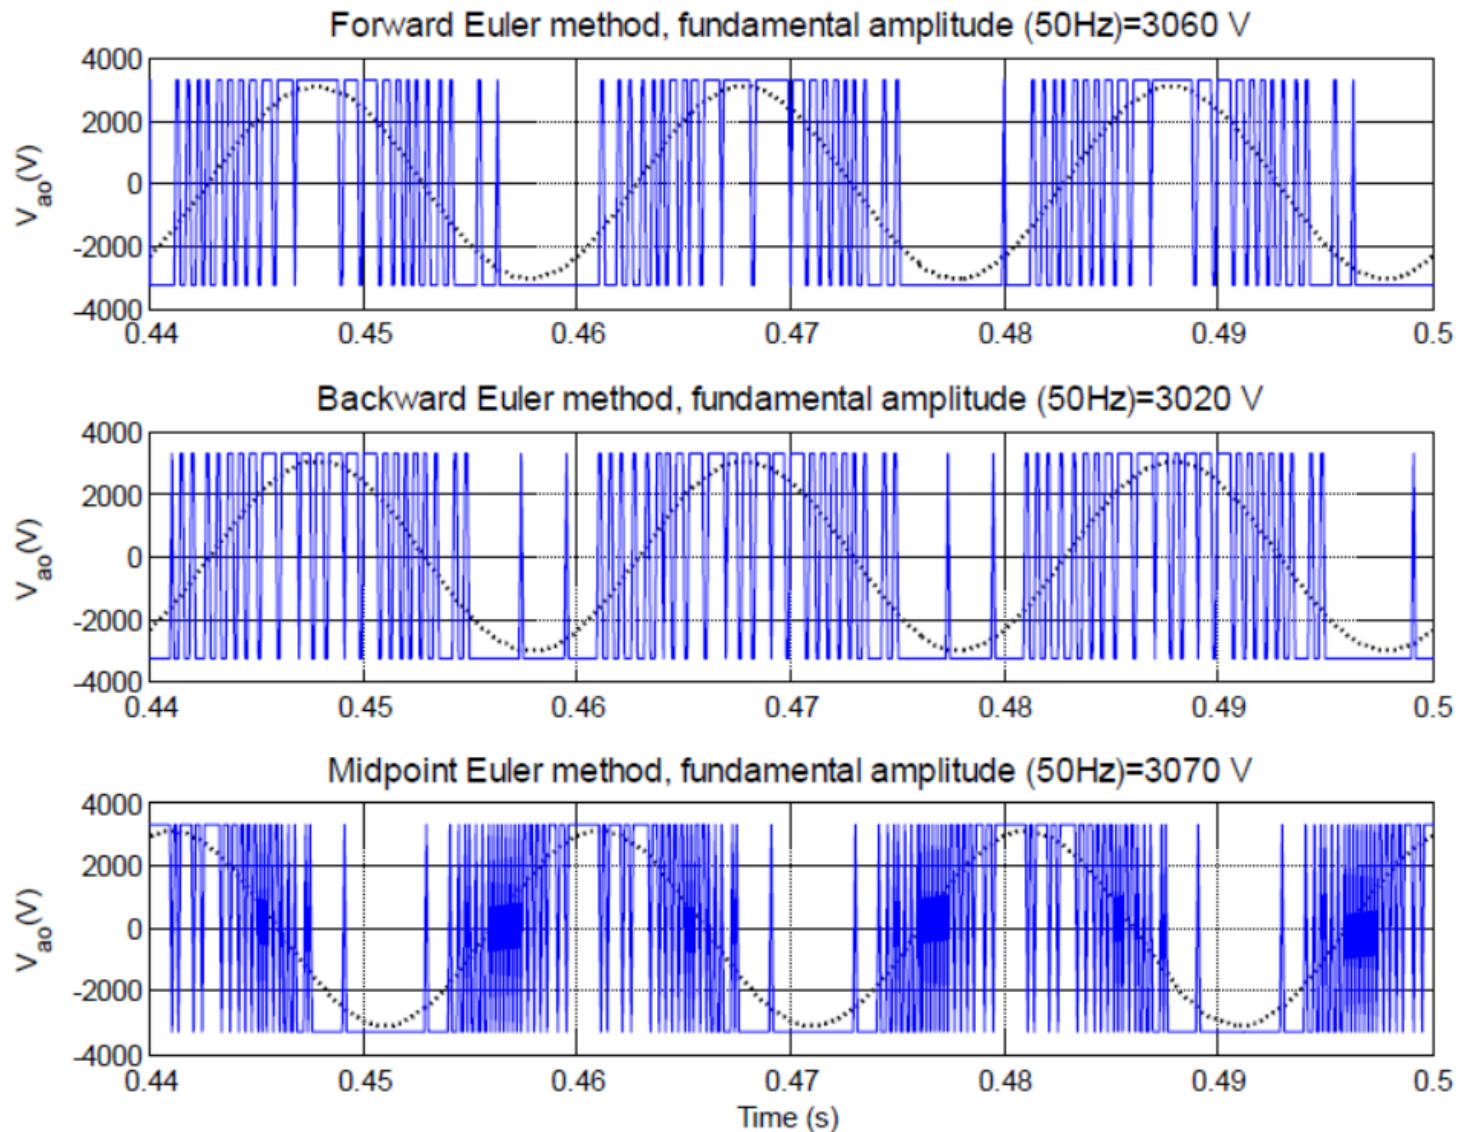 Forward Euler method, fundamental amplitude (50Hz)=3060 V
4000
2000
0
-2000
-4000
V_ao(V)
0.44 0.45 0.46 0.47 0.48 0.49 0.5
Backward Euler method, fundamental amplitude (50Hz)=3020 V
4000
2000
0
-2000
-4000
V_ao(V)
0.44 0.45 0.46 0.47 0.48 0.49 0.5
Midpoint Euler method, fundamental amplitude (50Hz)=3070 V
4000
2000
0
-2000
-4000
V_ao(V)
0.44 0.45 0.46 0.47 0.48 0.49 0.5
Time (s)